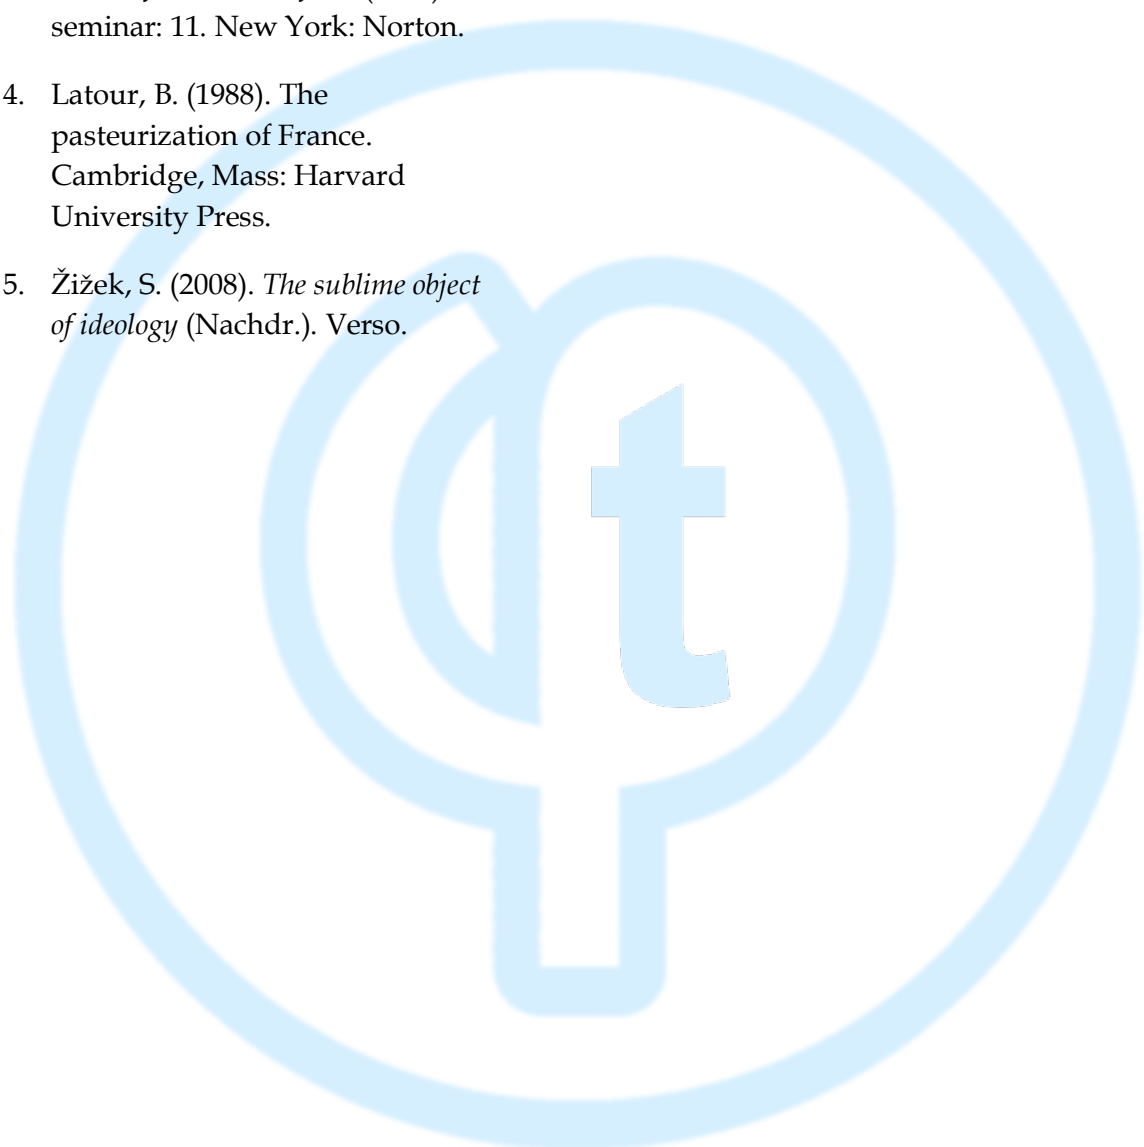 seminar: 11. New York: Norton.
4. Latour, B. (1988). The
pasteurization of France.
Cambridge, Mass: Harvard
University Press.
5. Žižek, S. (2008). The sublime object
of ideology (Nachdr.). Verso.
t